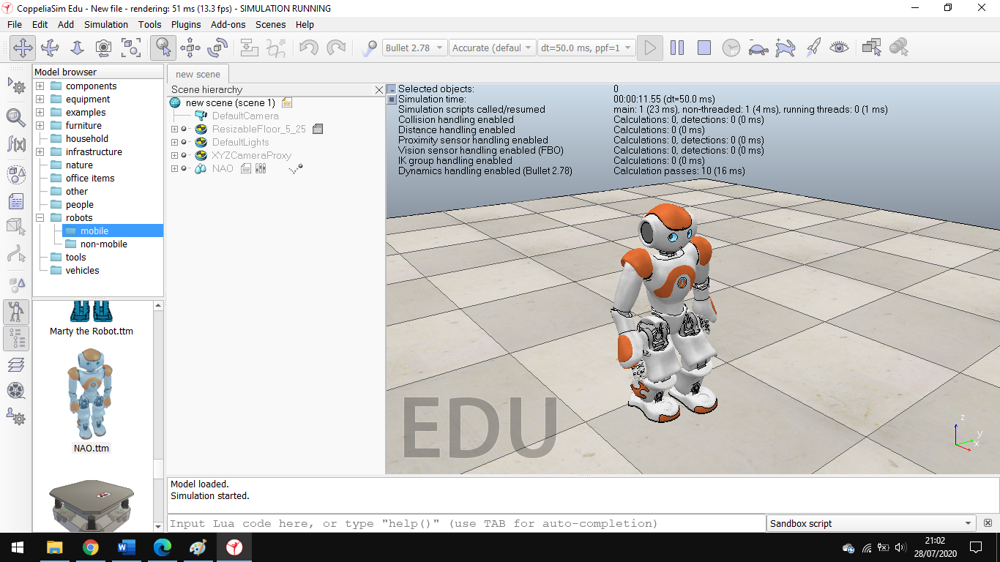 CoppeliaSim Edu - New file - rendering: 51 ms (13.3 fps) - SIMULATION RUNNING
File Edit Add Simulation Tools Plugins Add-ons Scenes Help
Bullet 2.78 Accurate (defaul dt=50.0 ms, ppf=1
Model browser
components
equipment
examples
furniture
household
infrastructure
nature
office items
other
people
robots
mobile
non-mobile
tools
vehicles
Marty the Robot.ttm
NAO.ttm
new scene
Scene hierarchy
new scene (scene 1)
DefaultCamera
ResizableFloor_5_25
DefaultLights
XYZCameraProxy
NAO
Selected objects: 0
Simulation time: 00:00:11.55 (dt=50.0 ms)
Simulation scripts called/resumed main: 1 (23 ms), non-threaded: 1 (4 ms), running threads: 0 (1 ms)
Collision handling enabled Calculations: 0, detections: 0 (0 ms)
Distance handling enabled Calculations: 0 (0 ms)
Proximity sensor handling enabled Calculations: 0, detections: 0 (0 ms)
Vision sensor handling enabled (FBO) Calculations: 0, detections: 0 (0 ms)
IK group handling enabled Calculations: 0 (0 ms)
Dynamics handling enabled (Bullet 2.78) Calculation passes: 10 (16 ms)
EDU
z
y
x
Model loaded.
Simulation started.
Input Lua code here, or type "help()" (use TAB for auto-completion)
Sandbox script
21:02
28/07/2020